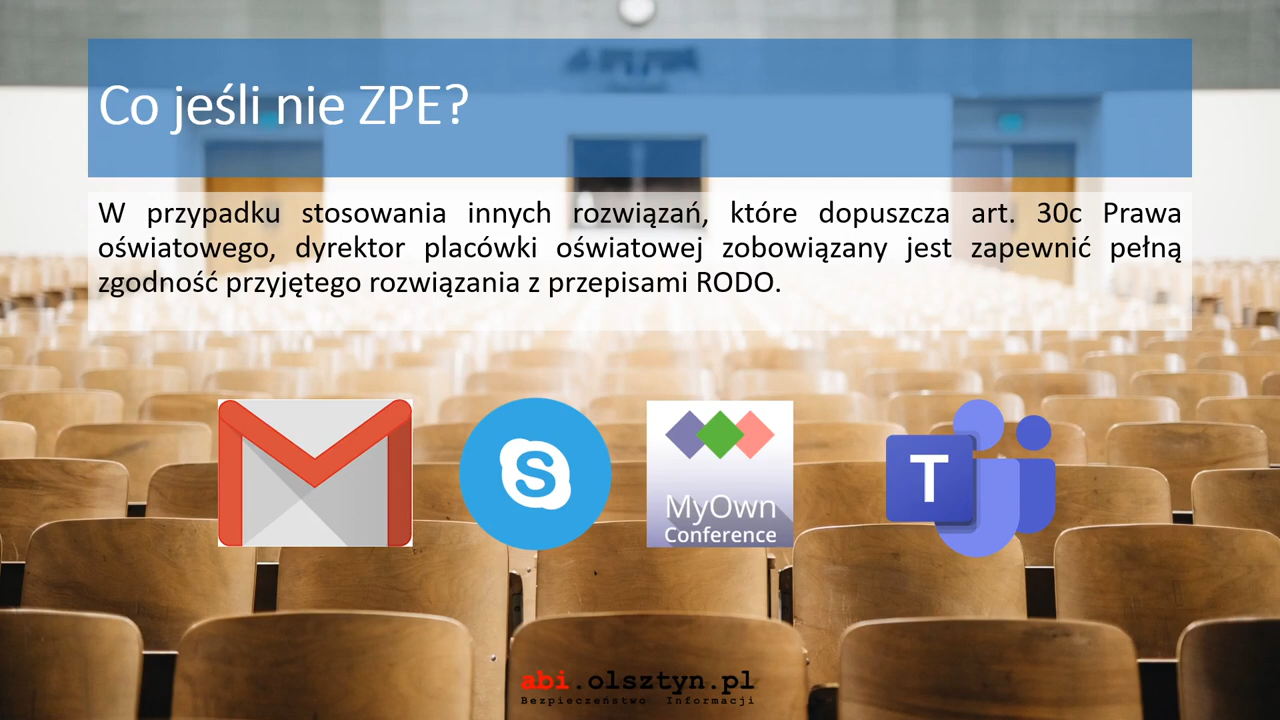 Co jeśli nie ZPE?
W przypadku stosowania innych rozwiązań, które dopuszcza art. 30c Prawa
oświatowego, dyrektor placówki oświatowej zobowiązany jest zapewnić pełną
zgodność przyjętego rozwiązania z przepisami RODO.
S
MyOwn
Conference
T
abi.olsztyn.pl
Bezpieczeństwo Informacji